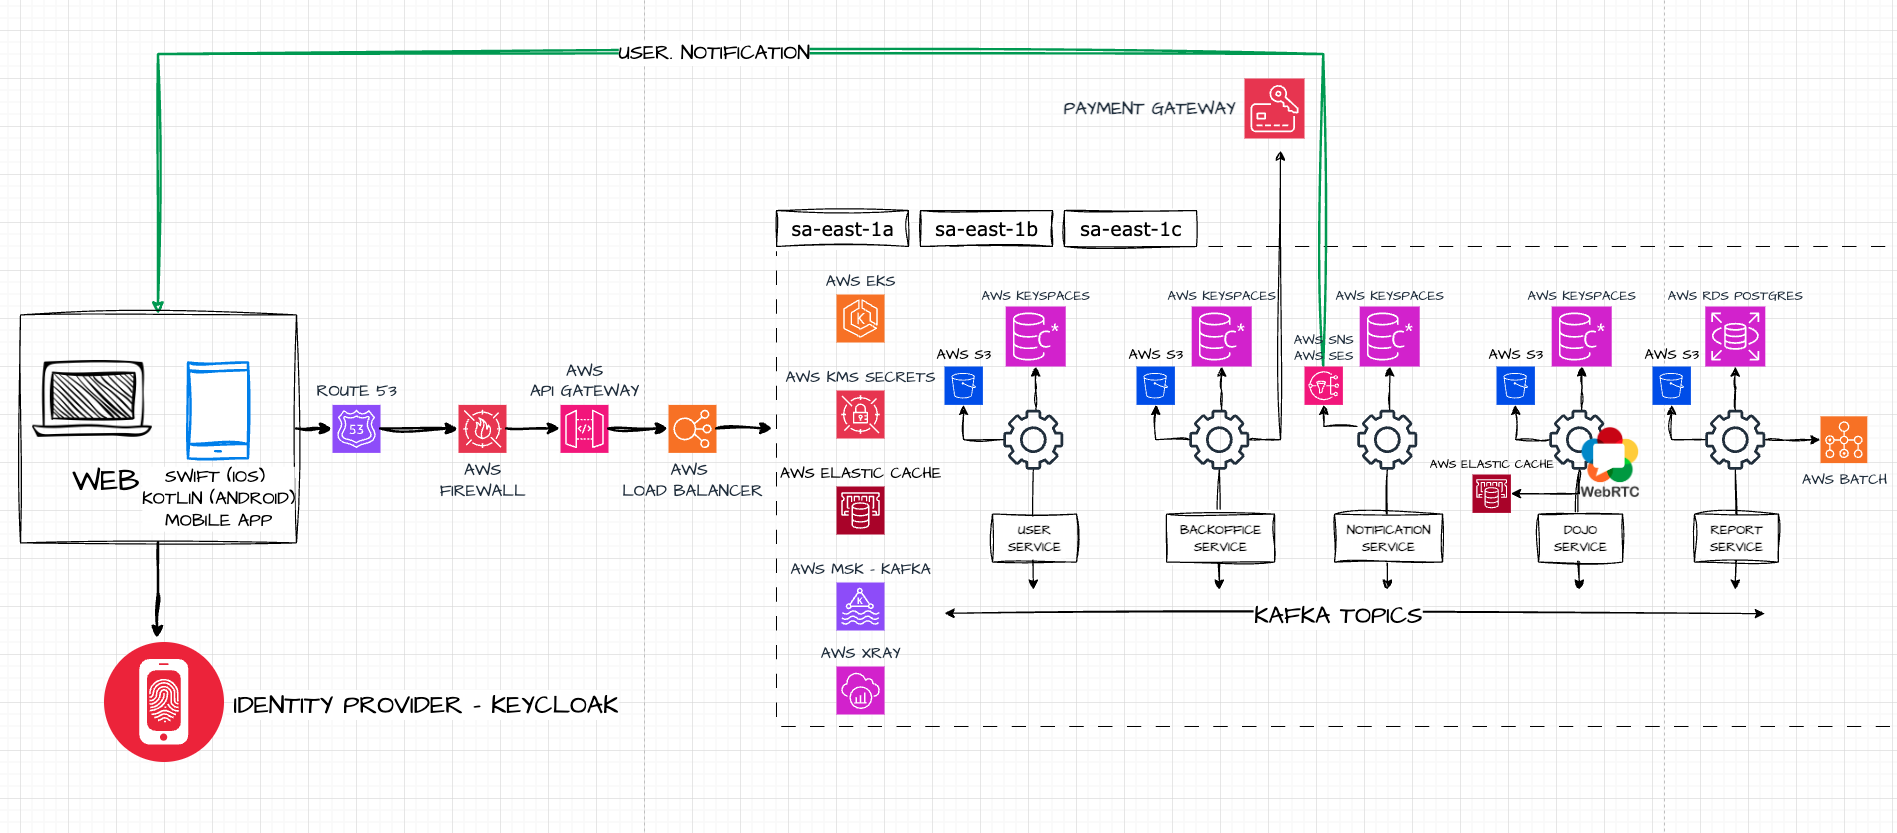 USER. NOTIFICATION
PAYMENT GATEWAY
sa-east-1a
sa-east-1b
sa-east-1c
AWS EKS
AWS KMS SECRETS
AWS ELASTIC CACHE
AWS MSK - KAFKA
AWS XRAY
WEB
SWIFT (IOS)
KOTLIN (ANDROID)
MOBILE APP
ROUTE 53
53
AWS
FIREWALL
AWS
API GATEWAY
AWS
LOAD BALANCER
IDENTITY PROVIDER - KEYCLOAK
AWS KEYSPACES
AWS S3
USER
SERVICE
AWS KEYSPACES
AWS S3
BACKOFFICE
SERVICE
AWS KEYSPACES
AWS SNS
AWS SES
NOTIFICATION
SERVICE
AWS KEYSPACES
AWS S3
AWS ELASTIC CACHE
WebRTC
DOJO
SERVICE
AWS RDS POSTGRES
AWS S3
AWS BATCH
REPORT
SERVICE
KAFKA TOPICS